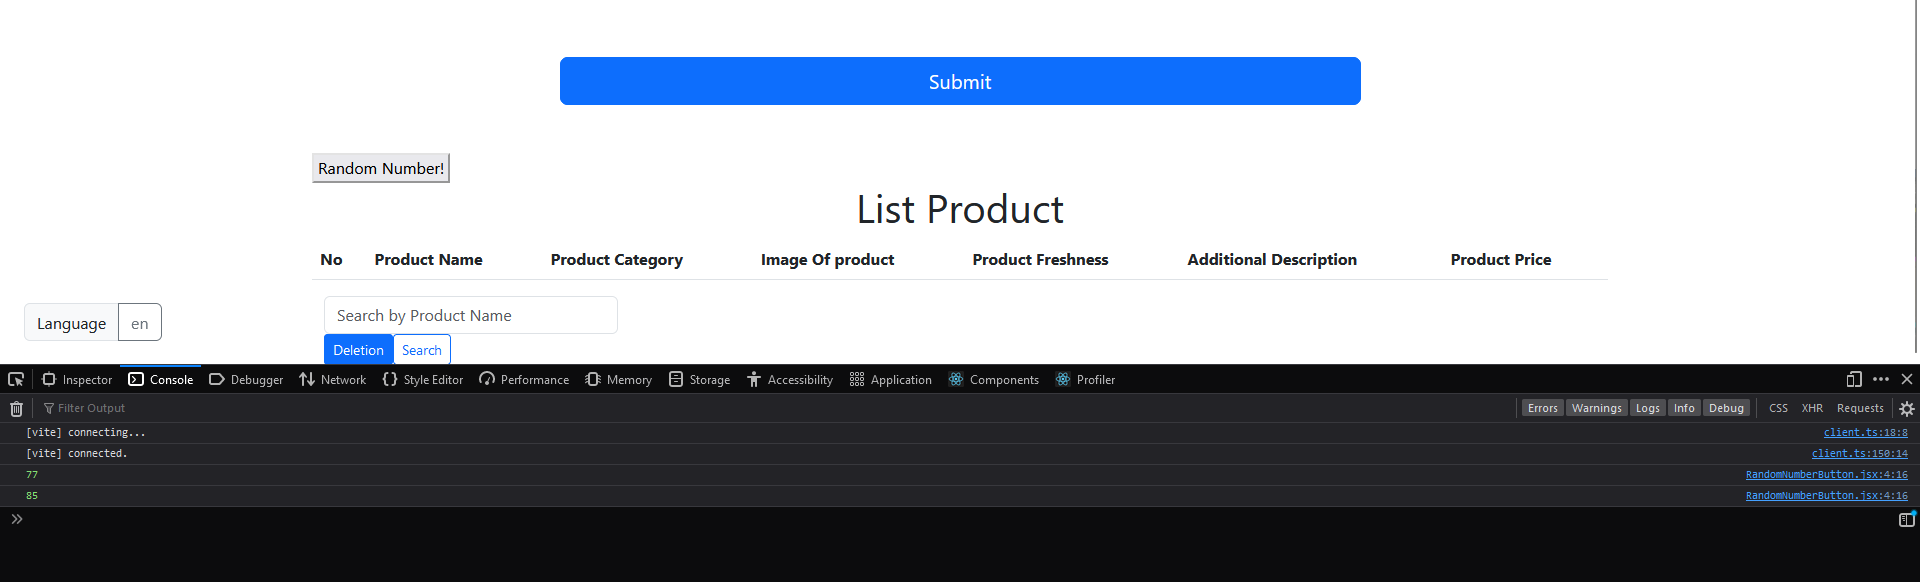 Submit
Random Number!
List Product
No Product Name Product Category Image Of product Product Freshness Additional Description Product Price
Search by Product Name
Language en
Deletion Search
Inspector Console Debugger Network Style Editor Performance Memory Storage Accessibility Application Components Profiler
Filter Output Errors Warnings Logs Info Debug CSS XHR Requests
[vite] connecting... client.ts:18:8
[vite] connected. client.ts:150:14
77 RandomNumberButton.jsx:4:16
85 RandomNumberButton.jsx:4:16